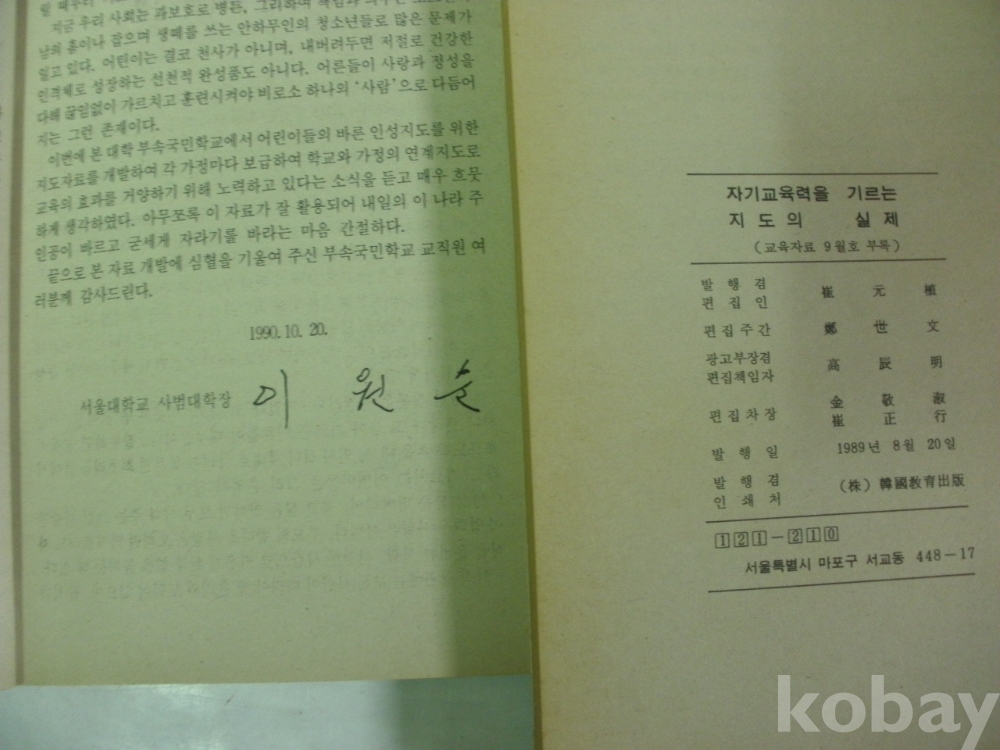 지금 우리 사회는 과보호로 병든, 그리하여 책임과
남의 흉이나 잡으며 생떼를 쓰는 안하무인의 청소년들로 많은 문제가
일고 있다. 어린이는 결코 천사가 아니며, 내버려두면 저절로 건강한
인격체로 성장하는 선천적 완성품도 아니다. 어른들이 사랑과 정성을
다해 끊임없이 가르치고 훈련시켜야 비로소 하나의 ‘사람’으로 다듬어
지는 그런 존재이다.
이번에 본 대학 부속국민학교에서 어린이들의 바른 인성지도를 위한
지도자료를 개발하여 각 가정마다 보급하여 학교와 가정의 연계지도로
교육의 효과를 거양하기 위해 노력하고 있다는 소식을 듣고 매우 흐뭇
하게 생각하였다. 아무쪼록 이 자료가 잘 활용되어 내일의 이 나라 주
인공이 바르고 굳세게 자라기를 바라는 마음 간절하다.
끝으로 본 자료 개발에 심혈을 기울여 주신 부속국민학교 교직원 여
러분께 감사드린다.
1990. 10. 20.
서울대학교 사범대학장 이 원 순
자기교육력을 기르는
지도의 실제
(교육자료 9월호 부록)
발행겸
편집인 崔元植
편집주간 鄭世文
광고부장겸
편집책임자 高辰明
편집차장 金敬淑
崔正行
발행일 1989년 8월 20일
발행겸
인쇄처 (株) 韓國敎育出版
121-210
서울특별시 마포구 서교동 448-17
kobay